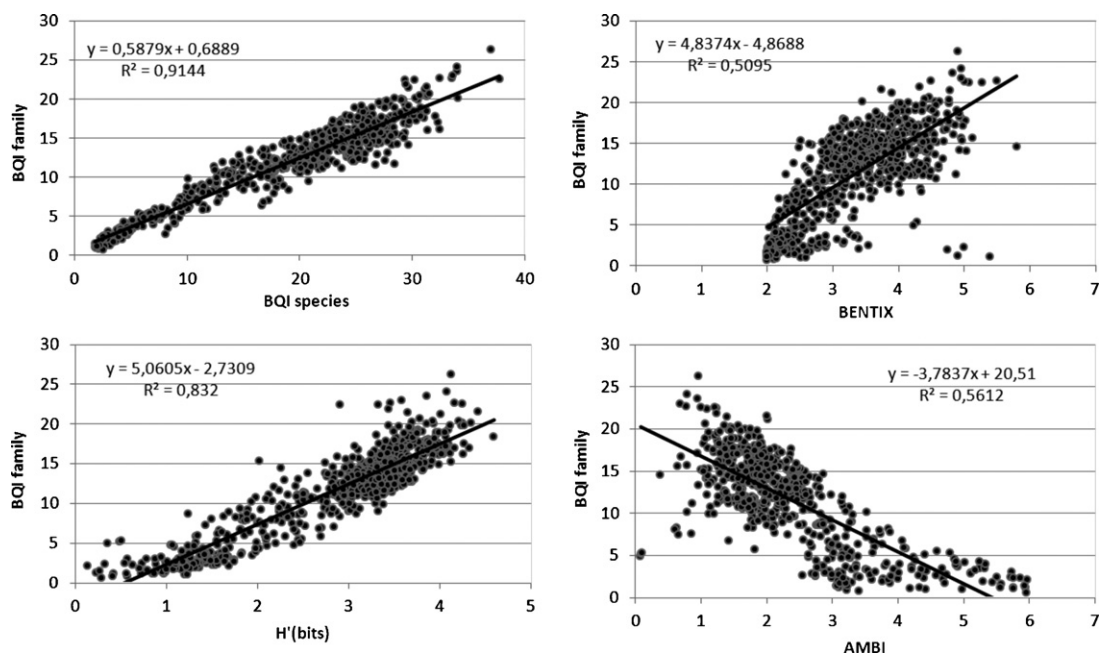 30
25
20
15
10
5
0
BQI family
y = 0,5879x + 0,6889
R² = 0,9144
0 10 20 30 40
BQI species
30
25
20
15
10
5
0
BQI family
y = 4,8374x - 4,8688
R² = 0,5095
0 1 2 3 4 5 6 7
BENTIX
30
25
20
15
10
5
0
BQI family
y = 5,0605x - 2,7309
R² = 0,832
0 1 2 3 4 5
H'(bits)
30
25
20
15
10
5
0
BQI family
y = -3,7837x + 20,51
R² = 0,5612
0 1 2 3 4 5 6 7
AMBI